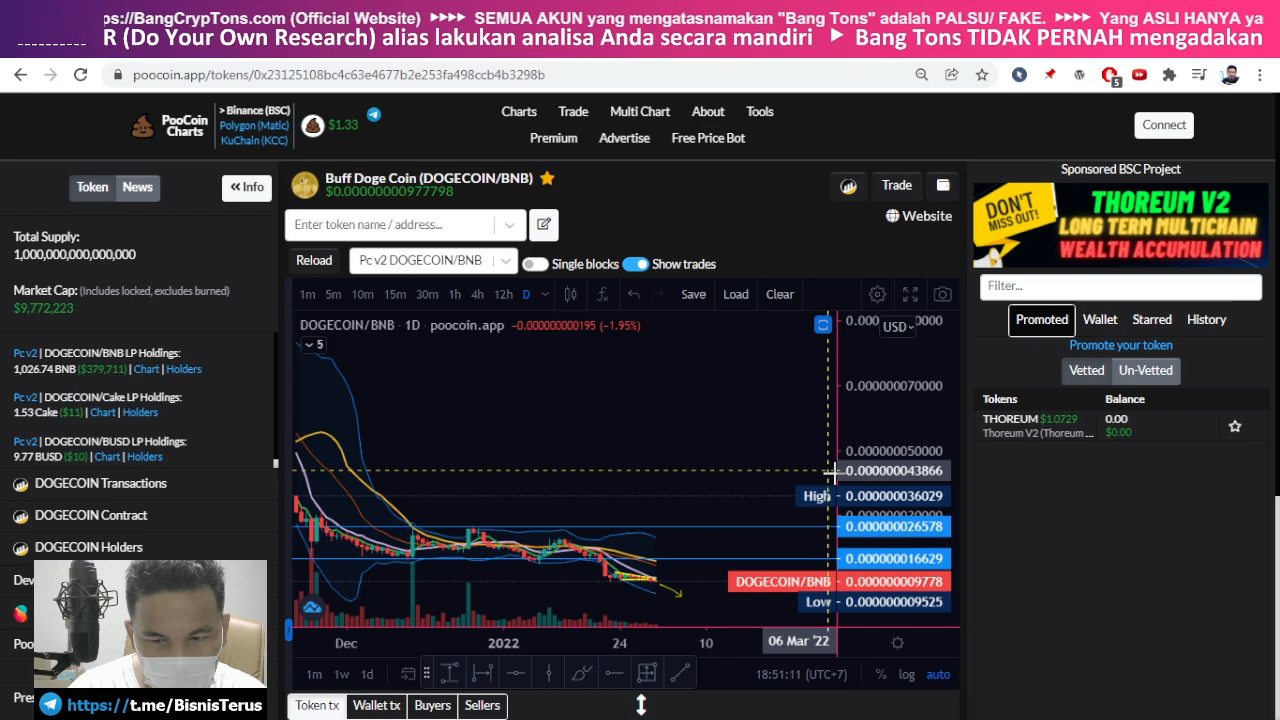 ps://BangCrypTons.com (Official Website) ▶▶▶▶ SEMUA AKUN yang mengatasnamakan "Bang Tons" adalah PALSU/ FAKE. ▶▶▶▶ Yang ASLI HANYA ya
R (Do Your Own Research) alias lakukan analisa Anda secara mandiri ▶ Bang Tons TIDAK PERNAH mengadakan
poocoin.app/tokens/0x23125108bc4c63e4677b2e253fa498ccb4b3298b
5
PooCoin Charts
> Binance (BSC)
Polygon (Matic)
KuChain (KCC)
$1.33
Charts Trade Multi Chart About Tools
Premium Advertise Free Price Bot
Connect
Token News
Info
Total Supply:
1,000,000,000,000,000
Market Cap: (Includes locked, excludes burned)
$9,772,223
Pc v2 | DOGECOIN/BNB LP Holdings:
1,026.74 BNB ($379,711) | Chart | Holders
Pc v2 | DOGECOIN/Cake LP Holdings:
1.53 Cake ($11) | Chart | Holders
Pc v2 | DOGECOIN/BUSD LP Holdings:
9.77 BUSD ($10) | Chart | Holders
DOGECOIN Transactions
DOGECOIN Contract
DOGECOIN Holders
https://t.me/BisnisTerus
Buff Doge Coin (DOGECOIN/BNB)
$0.00000000977798
Trade
Website
Enter token name / address...
Reload
Pc v2 DOGECOIN/BNB
Single blocks
Show trades
1m 5m 10m 15m 30m 1h 4h 12h D
Save Load Clear
DOGECOIN/BNB · 1D · poocoin.app −0.000000000195 (−1.95%)
5
USD
0.000000070000
0.000000050000
0.000000043866
High 0.000000036029
0.000000026578
0.000000016629
DOGECOIN/BNB 0.000000009778
Low 0.000000009525
Dec 2022 24 10 06 Mar '22
1m 1w 1d
18:51:11 (UTC+7) % log auto
Token tx Wallet tx Buyers Sellers
Sponsored BSC Project
DON'T MISS OUT!
THOREUM V2
LONG TERM MULTICHAIN
WEALTH ACCUMULATION
Filter...
Promoted Wallet Starred History
Promote your token
Vetted Un-Vetted
Tokens Balance
THOREUM $1.0729 0.00
Thoreum V2 (Thoreum ... $0.00